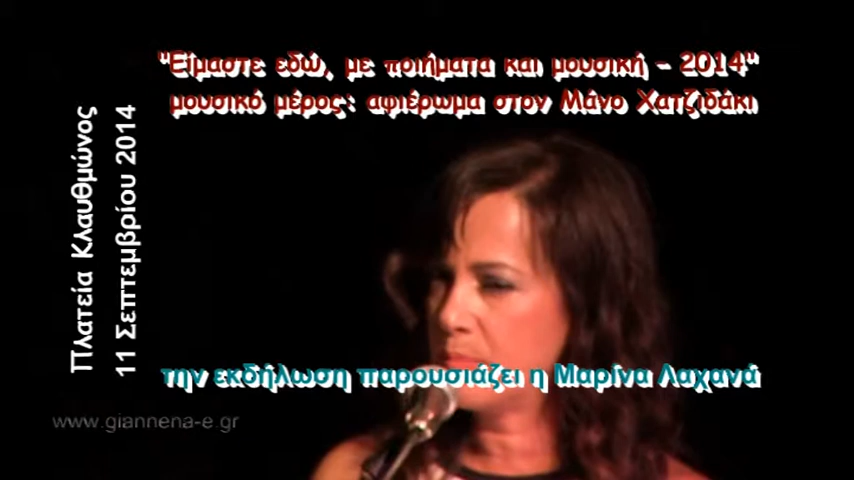 "Είμαστε εδώ, με ποιήματα και μουσική - 2014"
μουσικό μέρος: αφιέρωμα στον Μάνο Χατζιδάκι
Πλατεία Κλαυθμώνος
11 Σεπτεμβρίου 2014
την εκδήλωση παρουσιάζει η Μαρίνα Λαχανά
www.giannena-e.gr